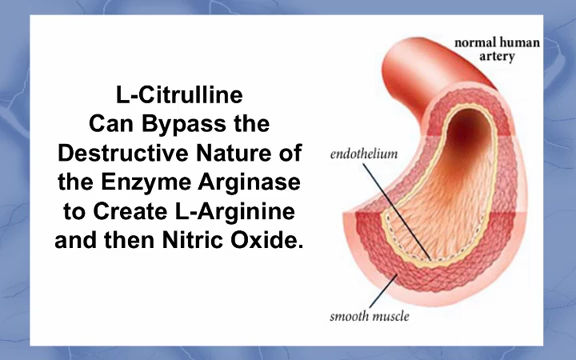 L-Citrulline
Can Bypass the
Destructive Nature of
the Enzyme Arginase
to Create L-Arginine
and then Nitric Oxide.
normal human
artery
endothelium
smooth muscle